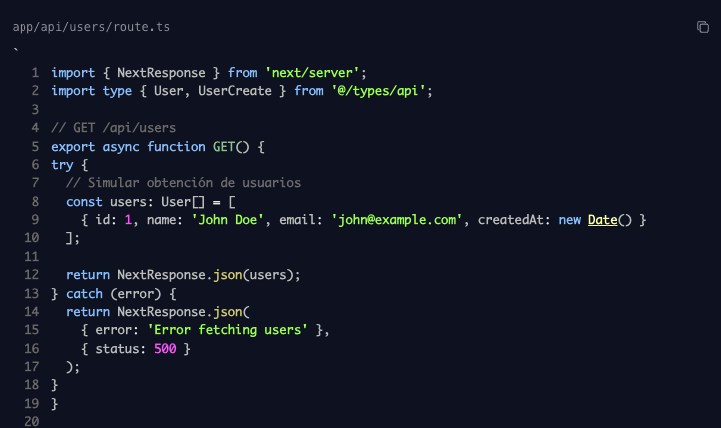 app/api/users/route.ts
`
1 import { NextResponse } from 'next/server';
2 import type { User, UserCreate } from '@/types/api';
3
4 // GET /api/users
5 export async function GET() {
6 try {
7   // Simular obtención de usuarios
8   const users: User[] = [
9     { id: 1, name: 'John Doe', email: 'john@example.com', createdAt: new Date() }
10   ];
11
12   return NextResponse.json(users);
13 } catch (error) {
14   return NextResponse.json(
15     { error: 'Error fetching users' },
16     { status: 500 }
17   );
18 }
19 }
20